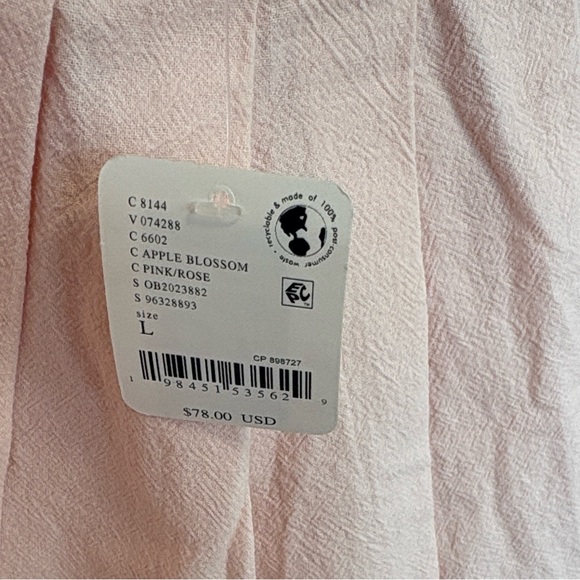 C 8144
V 074288
C 6602
C APPLE BLOSSOM
C PINK/ROSE
S OB2023882
S 96328893
size
L
recyclable & made of 100% post-consumer waste •
EPC
CP 898727
1 98451 53562 9
$78.00 USD